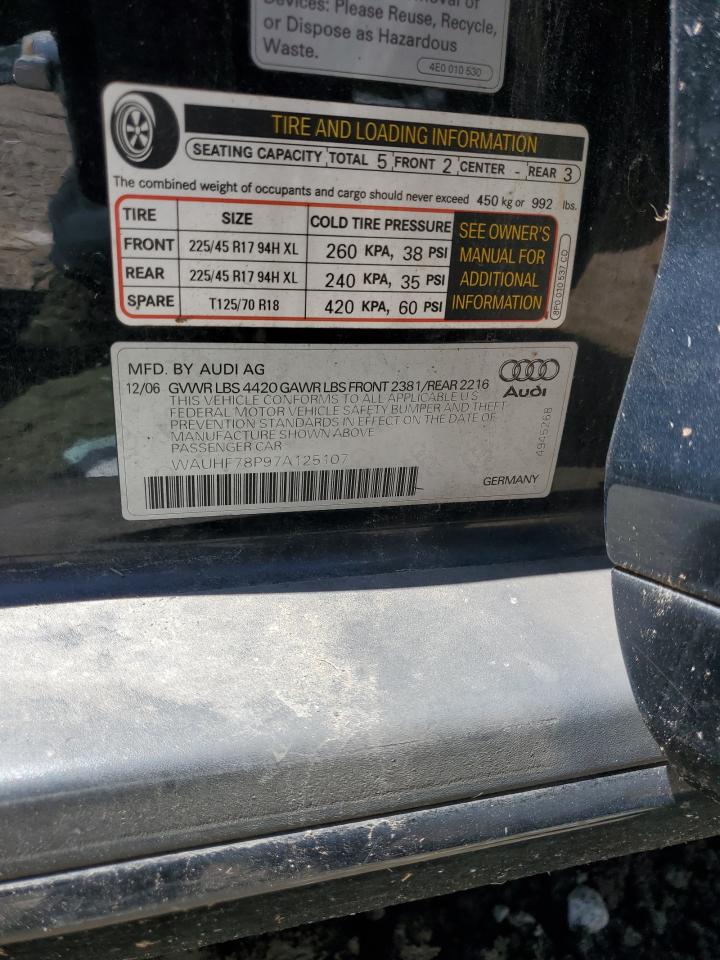 Devices: Please Reuse, Recycle,
or Dispose as Hazardous
Waste.
4E0 010 530
TIRE AND LOADING INFORMATION
SEATING CAPACITY TOTAL 5 FRONT 2 CENTER - REAR 3
The combined weight of occupants and cargo should never exceed 450 kg or 992 lbs.
TIRE SIZE COLD TIRE PRESSURE
FRONT 225/45 R17 94H XL 260 KPA, 38 PSI
REAR 225/45 R17 94H XL 240 KPA, 35 PSI
SPARE T125/70 R18 420 KPA, 60 PSI
SEE OWNER'S
MANUAL FOR
ADDITIONAL
INFORMATION
8P0 010 537 CD
MFD. BY AUDI AG
12/06 GVWR LBS 4420 GAWR LBS FRONT 2381/REAR 2216
THIS VEHICLE CONFORMS TO ALL APPLICABLE U.S
FEDERAL MOTOR VEHICLE SAFETY BUMPER AND THEFT
PREVENTION STANDARDS IN EFFECT ON THE DATE OF
MANUFACTURE SHOWN ABOVE
PASSENGER CAR
WAUHF78P97A125107
Audi
4945268
GERMANY